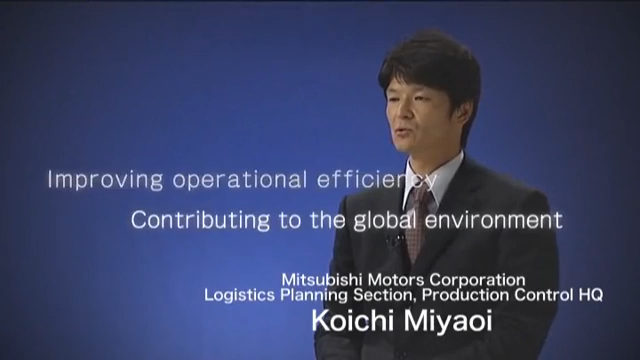 Improving operational efficiency
Contributing to the global environment
Mitsubishi Motors Corporation
Logistics Planning Section, Production Control HQ
Koichi Miyaoi